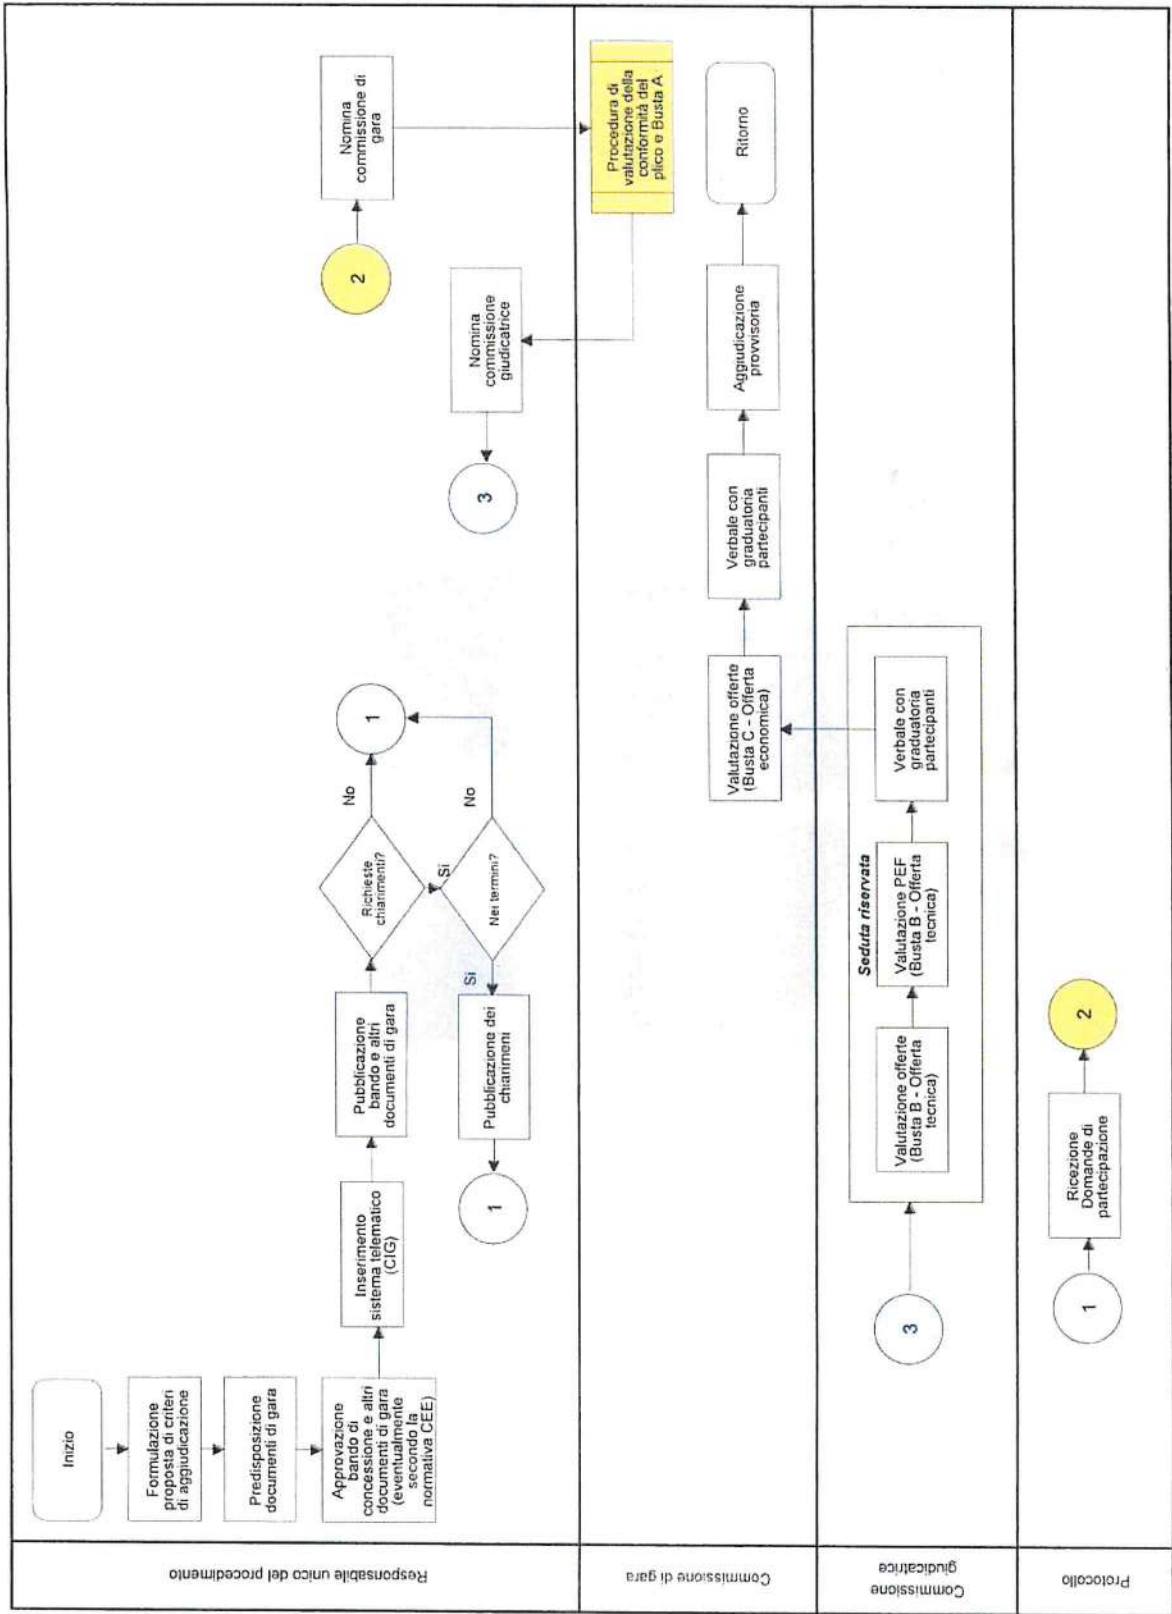 Responsabile unico del procedimento
Inizio
Formulazione
proposta di criteri
di aggiudicazione
Predisposizione
documenti di gara
Approvazione
bando di
concessione e altri
documenti di gara
(eventualmente
secondo la
normativa CEE)
Inserimento
sistema telematico
(CIG)
Pubblicazione
bando e altri
documenti di gara
Richieste
chiarimenti?
No
1
Si
Nei termini?
No
Si
Pubblicazione dei
chiarimeni
1
2
Nomina
commissione di
gara
Nomina
commissione
giudicatrice
3
Commissione di gara
Procedura di
valutazione della
conformità del
plico e Busta A
Valutazione offerte
(Busta C - Offerta
economica)
Verbale con
graduatoria
partecipanti
Aggiudicazione
provvisoria
Ritorno
Commissione
giudicatrice
3
Seduta riservata
Valutazione offerte
(Busta B - Offerta
tecnica)
Valutazione PEF
(Busta B - Offerta
tecnica)
Verbale con
graduatoria
partecipanti
Protocollo
1
Ricezione
Domande di
partecipazione
2